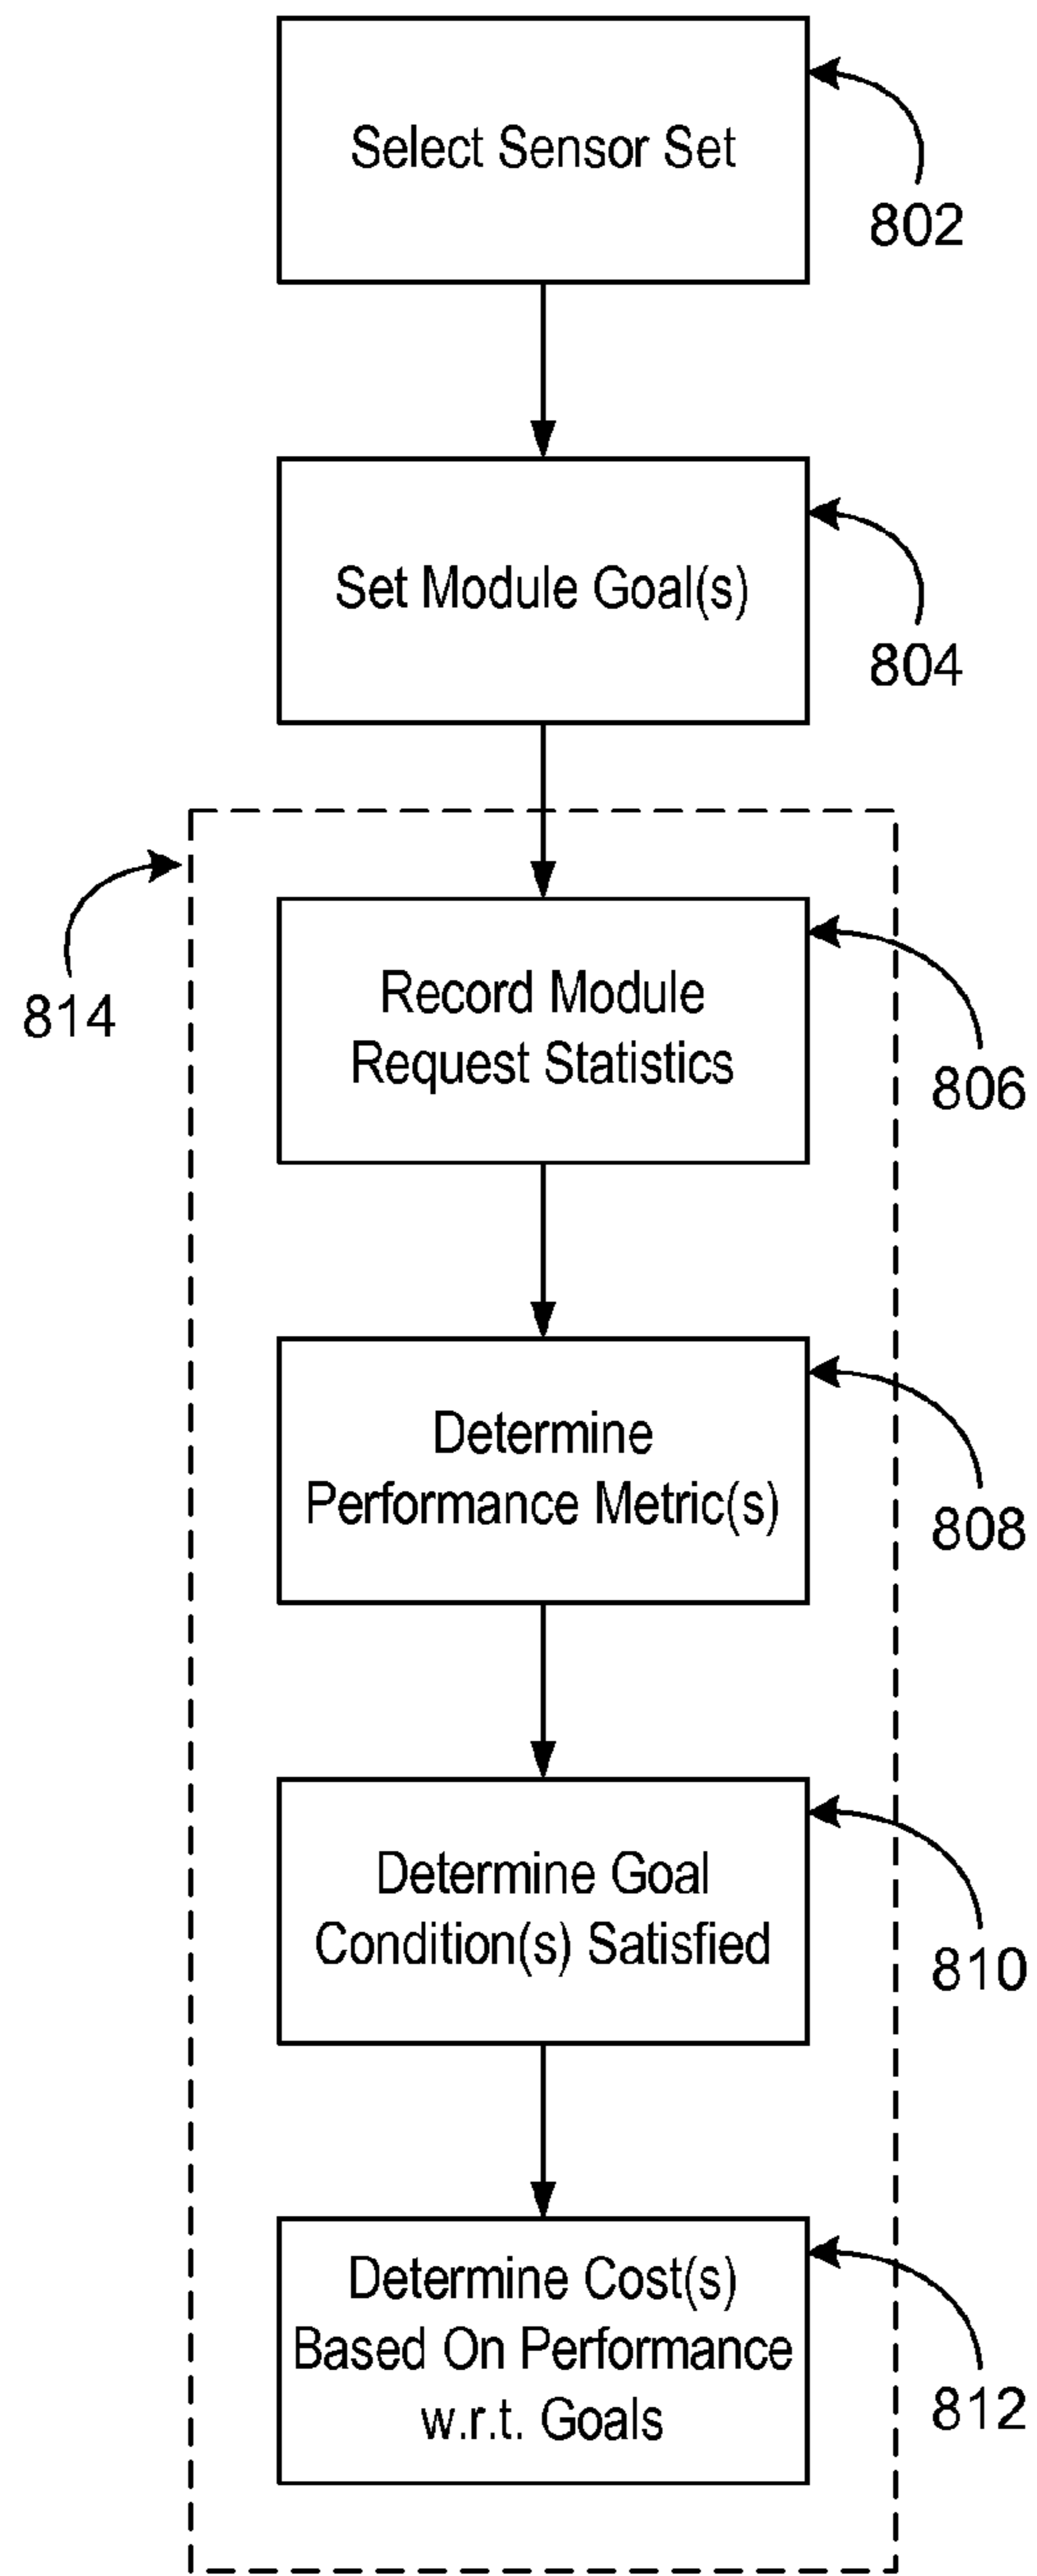 Select Sensor Set
802
Set Module Goal(s)
804
814
Record Module
Request Statistics
806
Determine
Performance Metric(s)
808
Determine Goal
Condition(s) Satisfied
810
Determine Cost(s)
Based On Performance
w.r.t. Goals
812